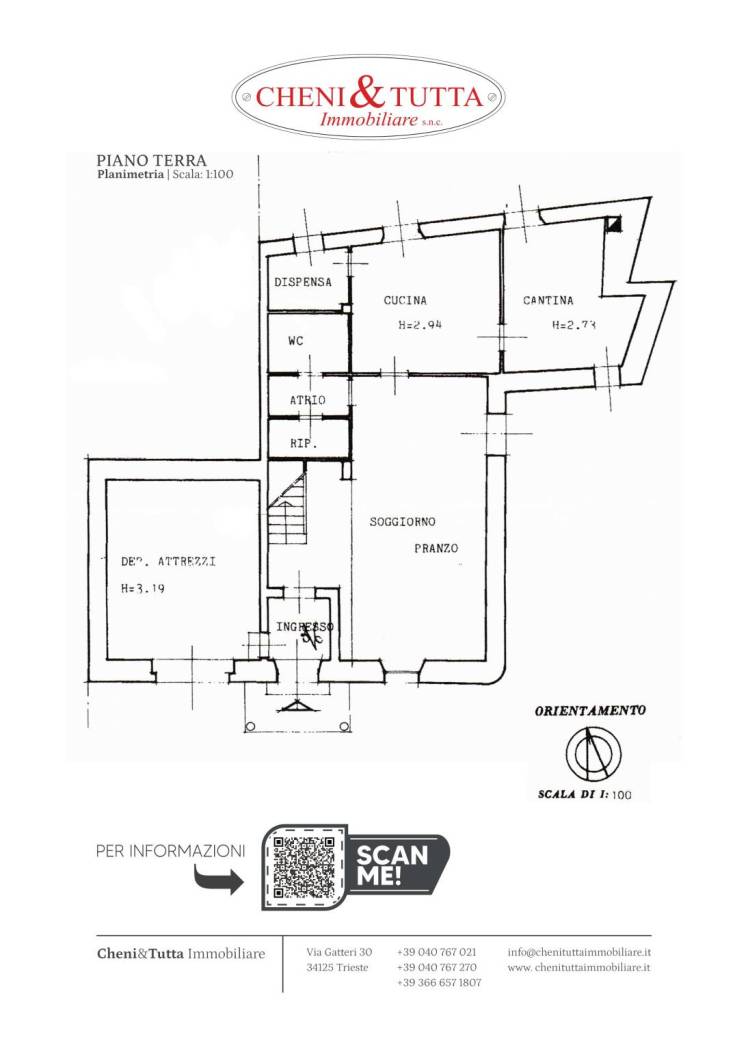 CHENI&TUTTA
Immobiliare s.n.c.
PIANO TERRA
Planimetria | Scala: 1:100
DISPENSA
CUCINA
H=2.94
CANTINA
H=2.73
WC
ATRIO
RIP.
SOGGIORNO
PRANZO
DEP. ATTREZZI
H=3.19
INGRESSO
ORIENTAMENTO
SCALA DI 1: 100
PER INFORMAZIONI
SCAN
ME!
Cheni&Tutta Immobiliare
Via Gatteri 30
34125 Trieste
+39 040 767 021
+39 040 767 270
+39 366 657 1807
info@chenituttaimmobiliare.it
www. chenituttaimmobiliare.it